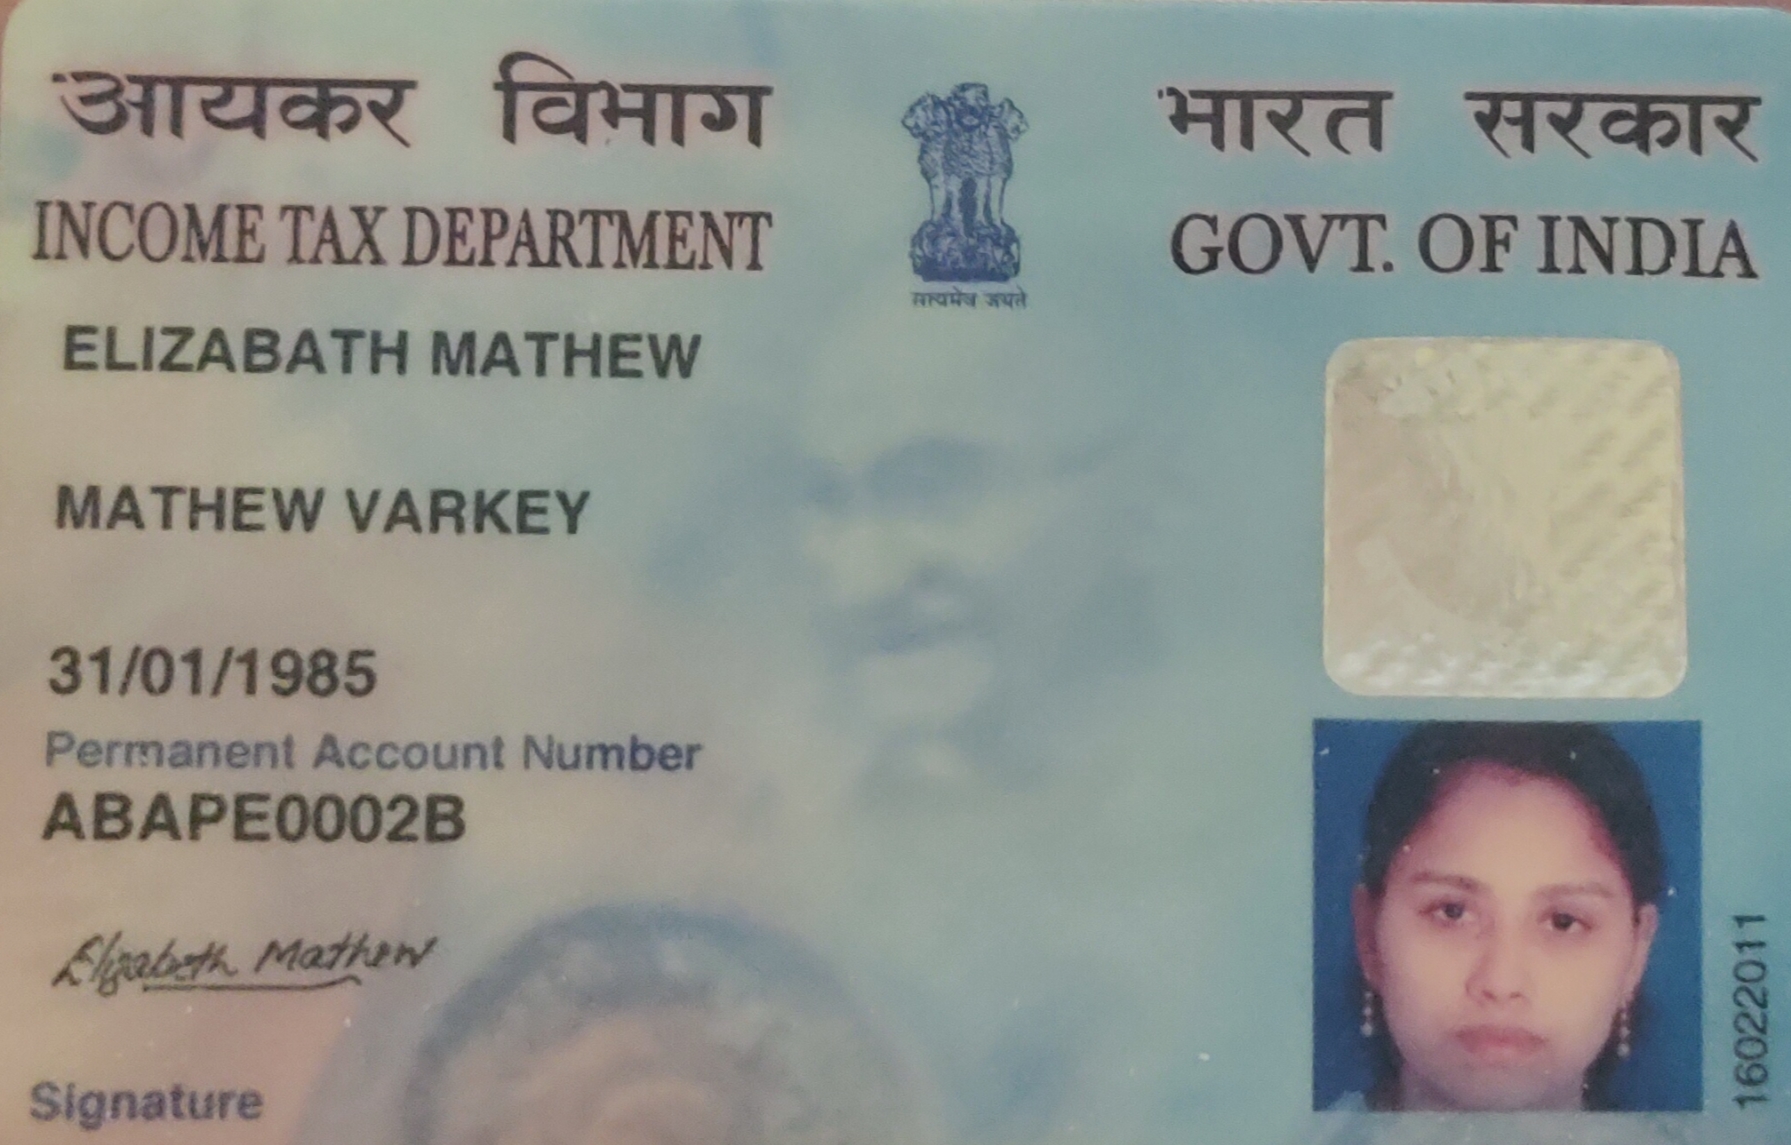 आयकर विभाग
INCOME TAX DEPARTMENT
भारत सरकार
GOVT. OF INDIA
सत्यमेव जयते
ELIZABATH MATHEW
MATHEW VARKEY
31/01/1985
Permanent Account Number
ABAPE0002B
Elizabeth Mathew
Signature
16022011